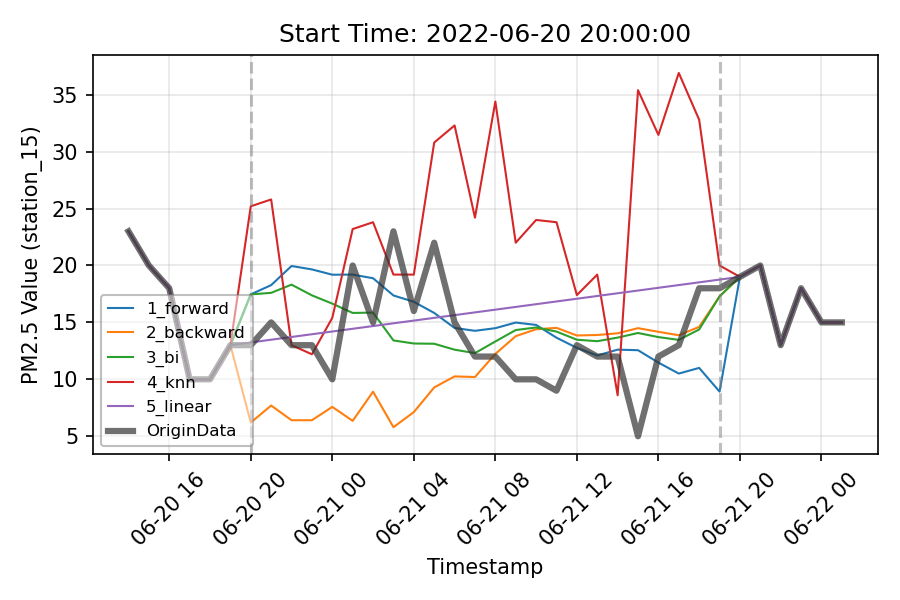 Start Time: 2022-06-20 20:00:00
PM2.5 Value (station_15)
35
30
25
20
15
10
5
1_forward
2_backward
3_bi
4_knn
5_linear
OriginData
06-20 16
06-20 20
06-21 00
06-21 04
06-21 08
06-21 12
06-21 16
06-21 20
06-22 00
Timestamp